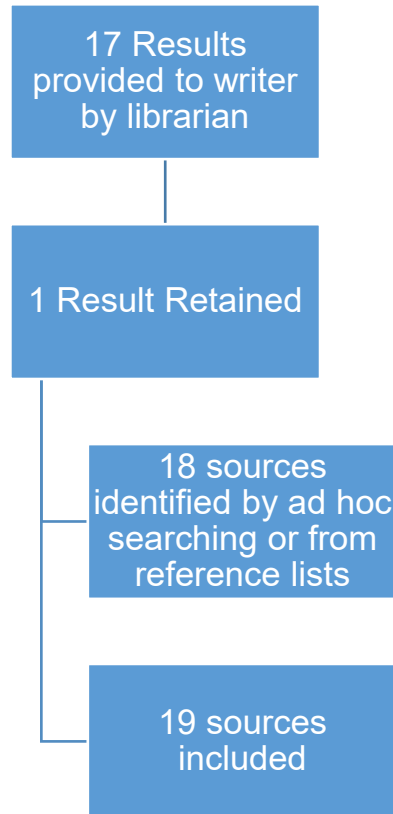 17 Results
provided to writer
by librarian
1 Result Retained
18 sources
identified by ad hoc
searching or from
reference lists
19 sources
included